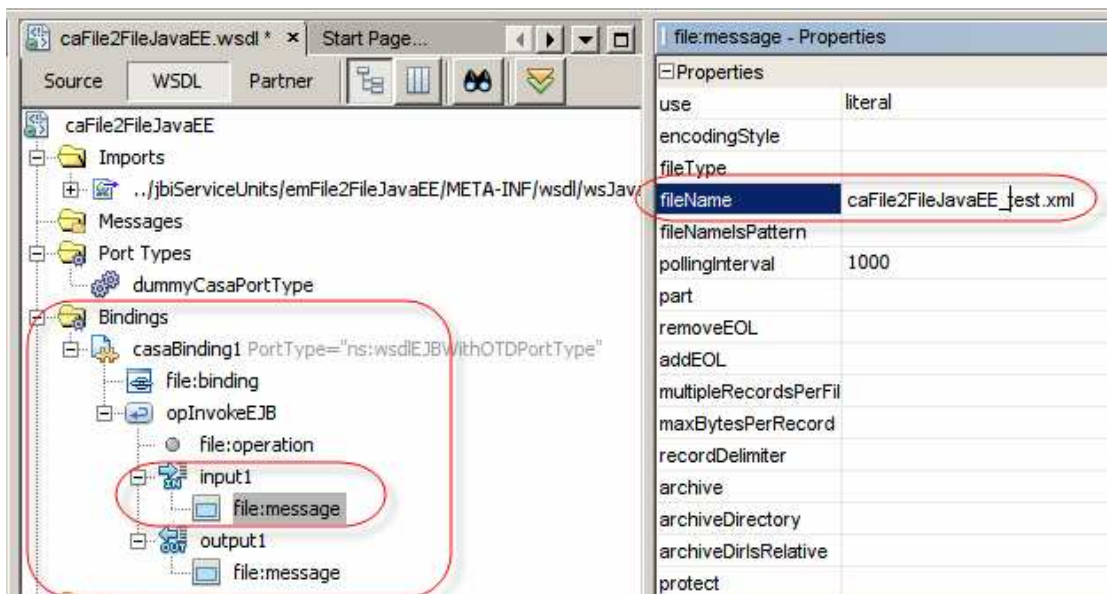 caFile2FileJavaEE.wsdl * × Start Page...
Source WSDL Partner
caFile2FileJavaEE
Imports
../jbiServiceUnits/emFile2FileJavaEE/META-INF/wsdl/wsJava
Messages
Port Types
dummyCasaPortType
Bindings
casaBinding1 PortType="ns:wsdlEJBWithOTDPortType"
file:binding
opInvokeEJB
file:operation
input1
file:message
output1
file:message
file:message - Properties
Properties
use literal
encodingStyle
fileType
fileName caFile2FileJavaEE_test.xml
fileNameIsPattern
pollingInterval 1000
part
removeEOL
addEOL
multipleRecordsPerFil
maxBytesPerRecord
recordDelimiter
archive
archiveDirectory
archiveDirIsRelative
protect